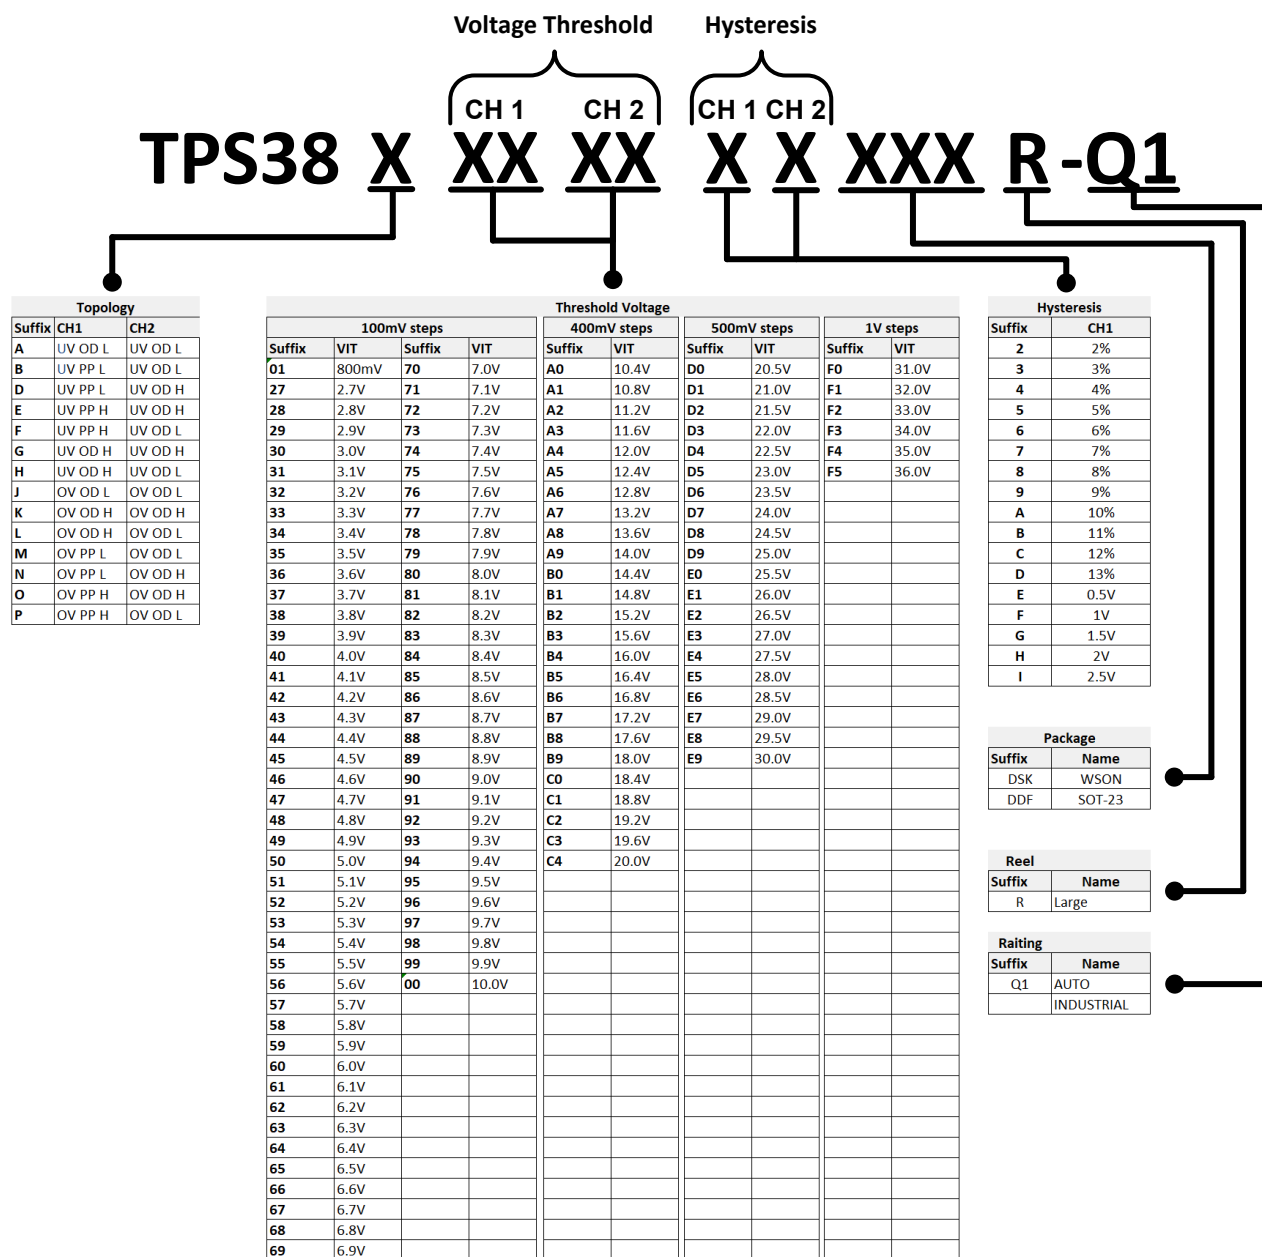 Voltage Threshold Hysteresis
CH 1 CH 2 CH 1 CH 2
TPS38 X XX XX X X XXX R -Q1
Topology
Suffix CH1 CH2
A UV OD L UV OD L
B UV PP L UV OD L
D UV PP L UV OD H
E UV PP H UV OD H
F UV PP H UV OD L
G UV OD H UV OD H
H UV OD H UV OD L
J OV OD L OV OD L
K OV OD H OV OD H
L OV OD H OV OD L
M OV PP L OV OD L
N OV PP L OV OD H
O OV PP H OV OD H
P OV PP H OV OD L
Threshold Voltage
100mV steps 400mV steps 500mV steps 1V steps
Suffix VIT Suffix VIT Suffix VIT Suffix VIT Suffix VIT
01 800mV 70 7.0V A0 10.4V D0 20.5V F0 31.0V
27 2.7V 71 7.1V A1 10.8V D1 21.0V F1 32.0V
28 2.8V 72 7.2V A2 11.2V D2 21.5V F2 33.0V
29 2.9V 73 7.3V A3 11.6V D3 22.0V F3 34.0V
30 3.0V 74 7.4V A4 12.0V D4 22.5V F4 35.0V
31 3.1V 75 7.5V A5 12.4V D5 23.0V F5 36.0V
32 3.2V 76 7.6V A6 12.8V D6 23.5V
33 3.3V 77 7.7V A7 13.2V D7 24.0V
34 3.4V 78 7.8V A8 13.6V D8 24.5V
35 3.5V 79 7.9V A9 14.0V D9 25.0V
36 3.6V 80 8.0V B0 14.4V E0 25.5V
37 3.7V 81 8.1V B1 14.8V E1 26.0V
38 3.8V 82 8.2V B2 15.2V E2 26.5V
39 3.9V 83 8.3V B3 15.6V E3 27.0V
40 4.0V 84 8.4V B4 16.0V E4 27.5V
41 4.1V 85 8.5V B5 16.4V E5 28.0V
42 4.2V 86 8.6V B6 16.8V E6 28.5V
43 4.3V 87 8.7V B7 17.2V E7 29.0V
44 4.4V 88 8.8V B8 17.6V E8 29.5V
45 4.5V 89 8.9V B9 18.0V E9 30.0V
46 4.6V 90 9.0V C0 18.4V
47 4.7V 91 9.1V C1 18.8V
48 4.8V 92 9.2V C2 19.2V
49 4.9V 93 9.3V C3 19.6V
50 5.0V 94 9.4V C4 20.0V
51 5.1V 95 9.5V
52 5.2V 96 9.6V
53 5.3V 97 9.7V
54 5.4V 98 9.8V
55 5.5V 99 9.9V
56 5.6V 00 10.0V
57 5.7V
58 5.8V
59 5.9V
60 6.0V
61 6.1V
62 6.2V
63 6.3V
64 6.4V
65 6.5V
66 6.6V
67 6.7V
68 6.8V
69 6.9V
Hysteresis
Suffix CH1
2 2%
3 3%
4 4%
5 5%
6 6%
7 7%
8 8%
9 9%
A 10%
B 11%
C 12%
D 13%
E 0.5V
F 1V
G 1.5V
H 2V
I 2.5V
Package
Suffix Name
DSK WSON
DDF SOT-23
Reel
Suffix Name
R Large
Raiting
Suffix Name
Q1 AUTO
INDUSTRIAL